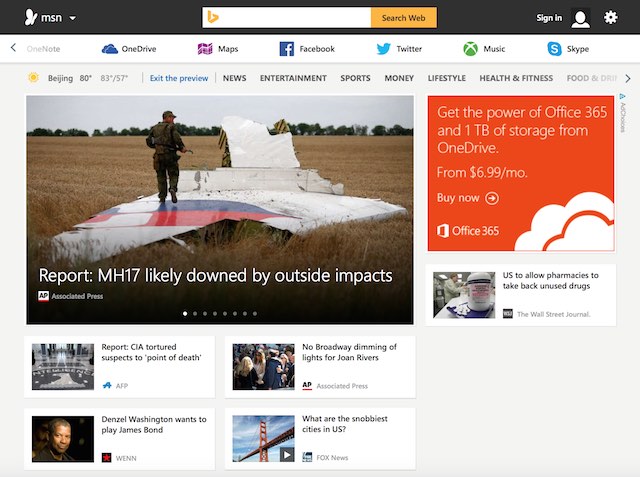 msn
Search Web
Sign in
OneNote
OneDrive
Maps
Facebook
Twitter
Music
Skype
Beijing 80° 83°/57°
Exit the preview
NEWS
ENTERTAINMENT
SPORTS
MONEY
LIFESTYLE
HEALTH & FITNESS
FOOD & DRI
Report: MH17 likely downed by outside impacts
AP Associated Press
Get the power of Office 365
and 1 TB of storage from
OneDrive.
From $6.99/mo.
Buy now
Office 365
AdChoices
US to allow pharmacies to
take back unused drugs
WSJ The Wall Street Journal.
Report: CIA tortured
suspects to 'point of death'
AFP
No Broadway dimming of
lights for Joan Rivers
AP Associated Press
Denzel Washington wants to
play James Bond
WENN
What are the snobbiest
cities in US?
FOX News